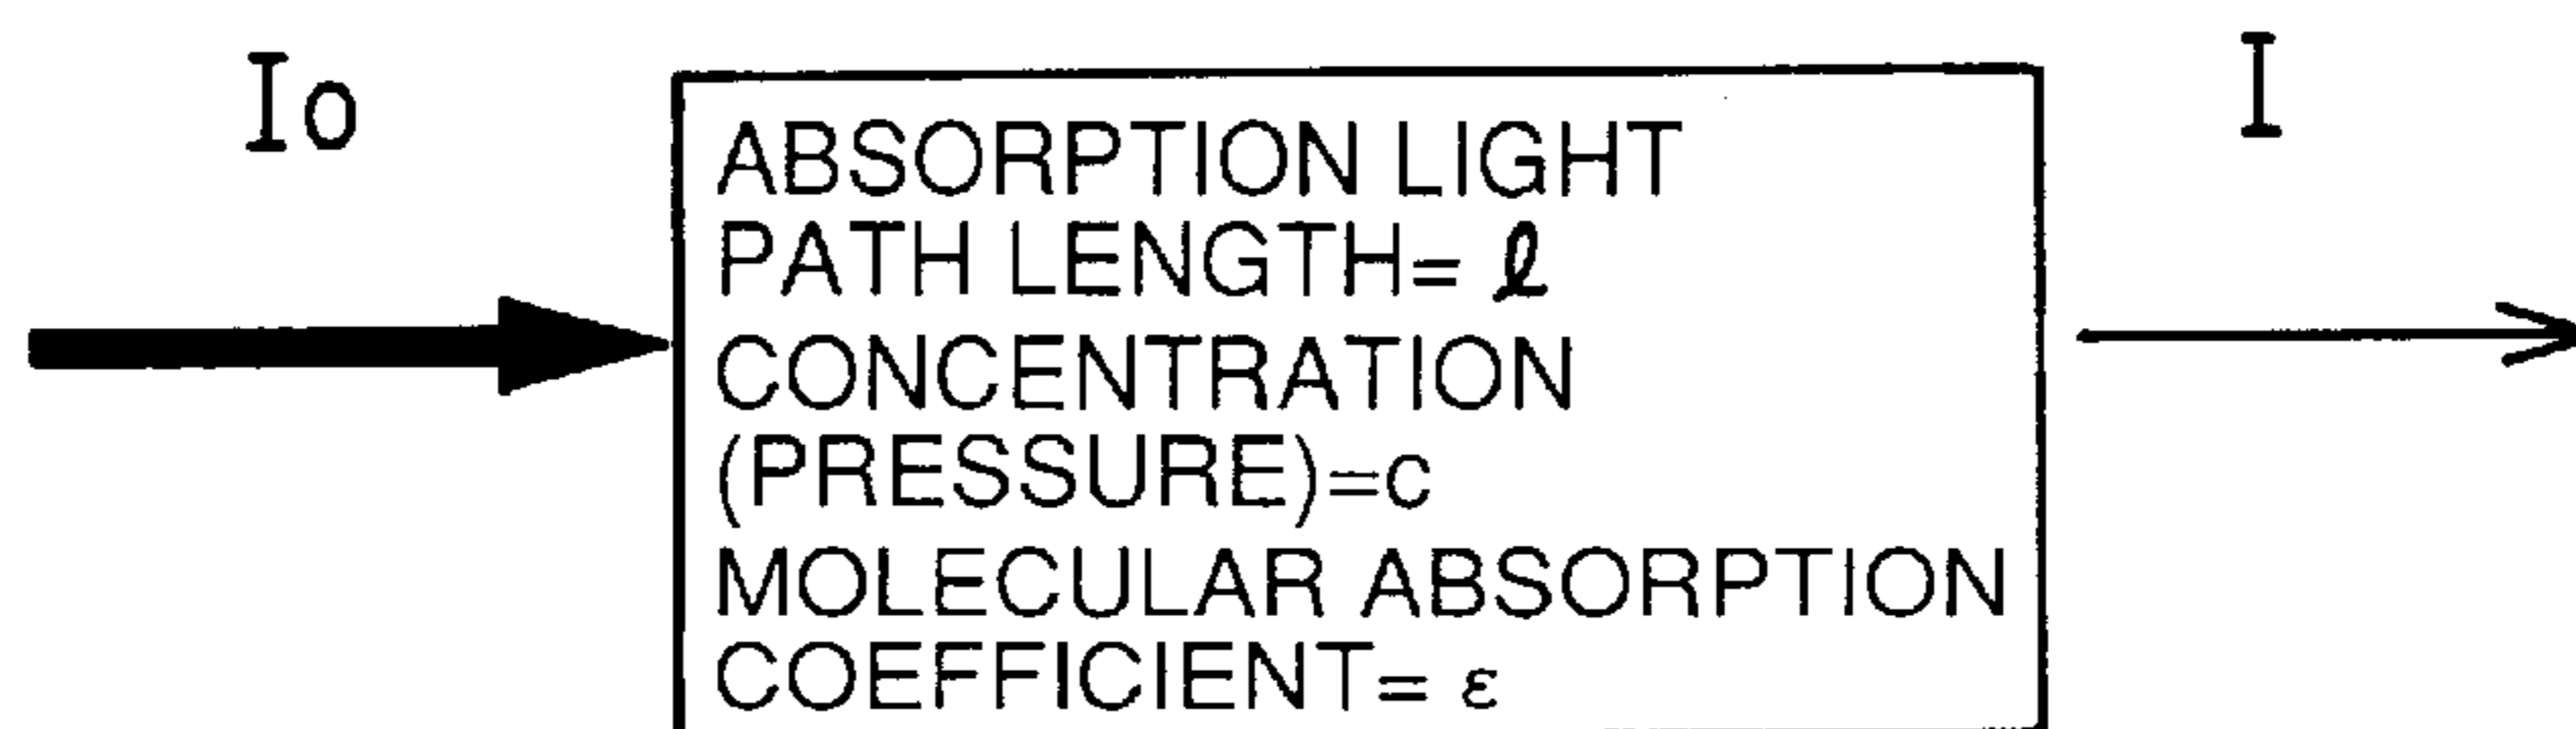 Io
I
ABSORPTION LIGHT
PATH LENGTH= ℓ
CONCENTRATION
(PRESSURE)=C
MOLECULAR ABSORPTION
COEFFICIENT= ε